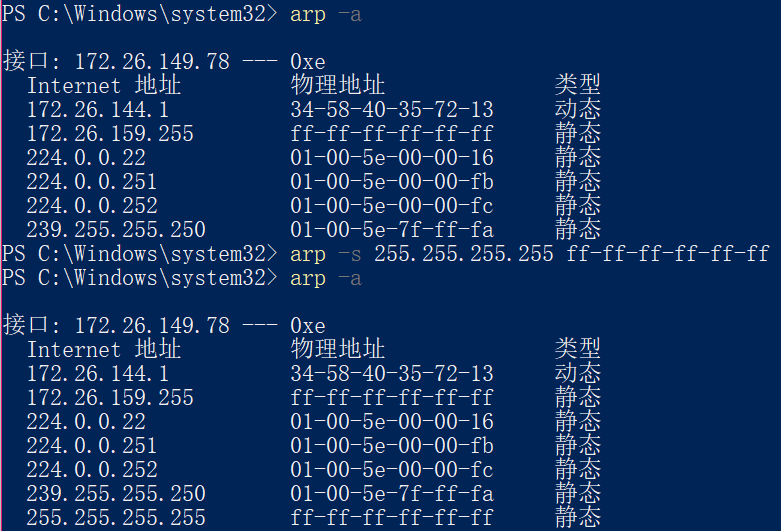 PS C:\Windows\system32> arp -a
接口: 172.26.149.78 --- 0xe
Internet 地址 物理地址 类型
172.26.144.1 34-58-40-35-72-13 动态
172.26.159.255 ff-ff-ff-ff-ff-ff 静态
224.0.0.22 01-00-5e-00-00-16 静态
224.0.0.251 01-00-5e-00-00-fb 静态
224.0.0.252 01-00-5e-00-00-fc 静态
239.255.255.250 01-00-5e-7f-ff-fa 静态
PS C:\Windows\system32> arp -s 255.255.255.255 ff-ff-ff-ff-ff-ff
PS C:\Windows\system32> arp -a
接口: 172.26.149.78 --- 0xe
Internet 地址 物理地址 类型
172.26.144.1 34-58-40-35-72-13 动态
172.26.159.255 ff-ff-ff-ff-ff-ff 静态
224.0.0.22 01-00-5e-00-00-16 静态
224.0.0.251 01-00-5e-00-00-fb 静态
224.0.0.252 01-00-5e-00-00-fc 静态
239.255.255.250 01-00-5e-7f-ff-fa 静态
255.255.255.255 ff-ff-ff-ff-ff-ff 静态